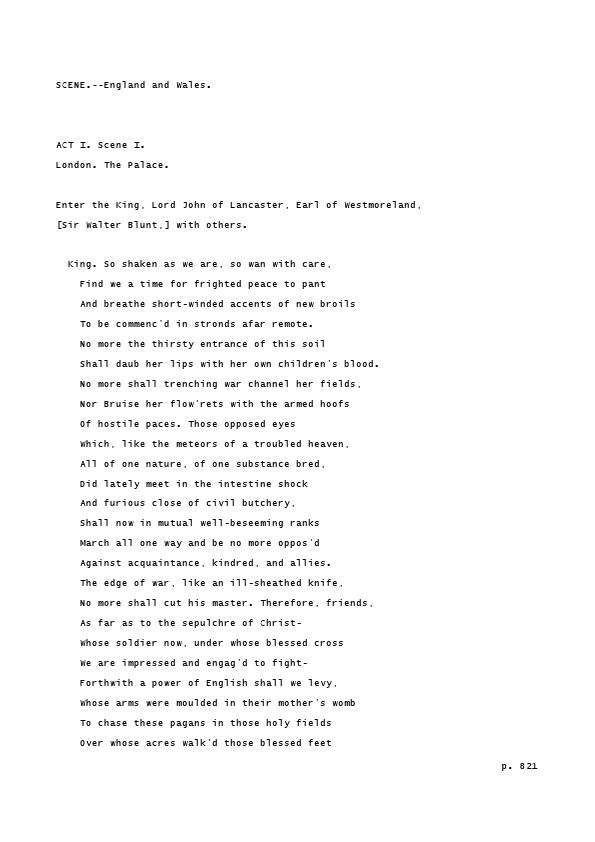 SCENE.--England and Wales.
ACT I. Scene I.
London. The Palace.
Enter the King, Lord John of Lancaster, Earl of Westmoreland,
[Sir Walter Blunt,] with others.
King. So shaken as we are, so wan with care,
Find we a time for frighted peace to pant
And breathe short-winded accents of new broils
To be commenc'd in stronds afar remote.
No more the thirsty entrance of this soil
Shall daub her lips with her own children's blood.
No more shall trenching war channel her fields,
Nor Bruise her flow'rets with the armed hoofs
Of hostile paces. Those opposed eyes
Which, like the meteors of a troubled heaven,
All of one nature, of one substance bred,
Did lately meet in the intestine shock
And furious close of civil butchery,
Shall now in mutual well-beseeming ranks
March all one way and be no more oppos'd
Against acquaintance, kindred, and allies.
The edge of war, like an ill-sheathed knife,
No more shall cut his master. Therefore, friends,
As far as to the sepulchre of Christ-
Whose soldier now, under whose blessed cross
We are impressed and engag'd to fight-
Forthwith a power of English shall we levy,
Whose arms were moulded in their mother's womb
To chase these pagans in those holy fields
Over whose acres walk'd those blessed feet
p. 821